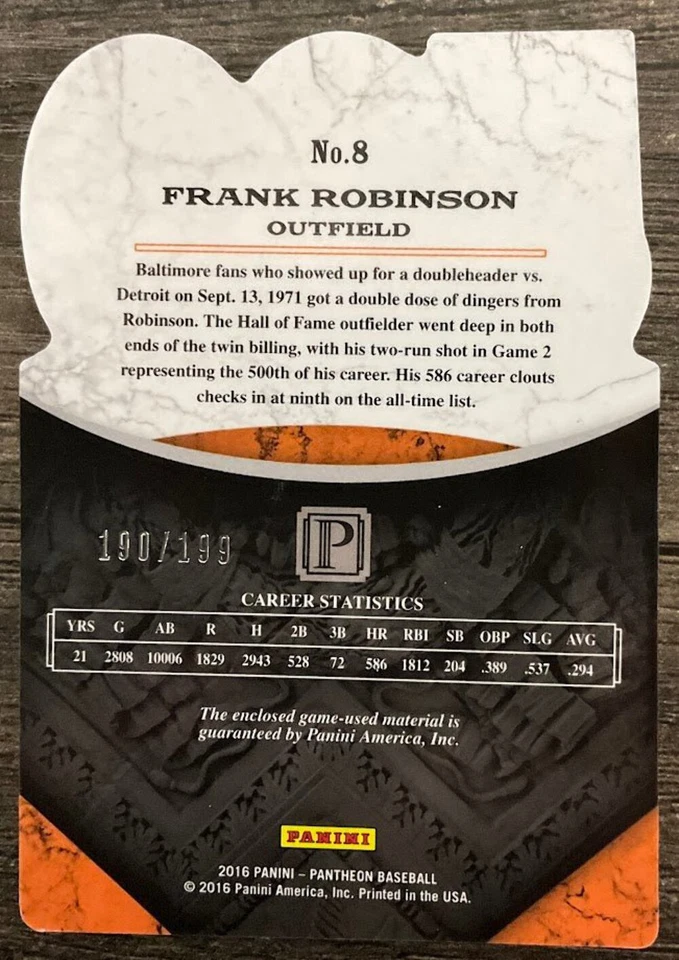 No.8
FRANK ROBINSON
OUTFIELD
Baltimore fans who showed up for a doubleheader vs.
Detroit on Sept. 13, 1971 got a double dose of dingers from
Robinson. The Hall of Fame outfielder went deep in both
ends of the twin billing, with his two-run shot in Game 2
representing the 500th of his career. His 586 career clouts
checks in at ninth on the all-time list.
190/199
P
CAREER STATISTICS
YRS G AB R H 2B 3B HR RBI SB OBP SLG AVG
21 2808 10006 1829 2943 528 72 586 1812 204 .389 .537 .294
The enclosed game-used material is
guaranteed by Panini America, Inc.
PANINI
2016 PANINI – PANTHEON BASEBALL
© 2016 Panini America, Inc. Printed in the USA.